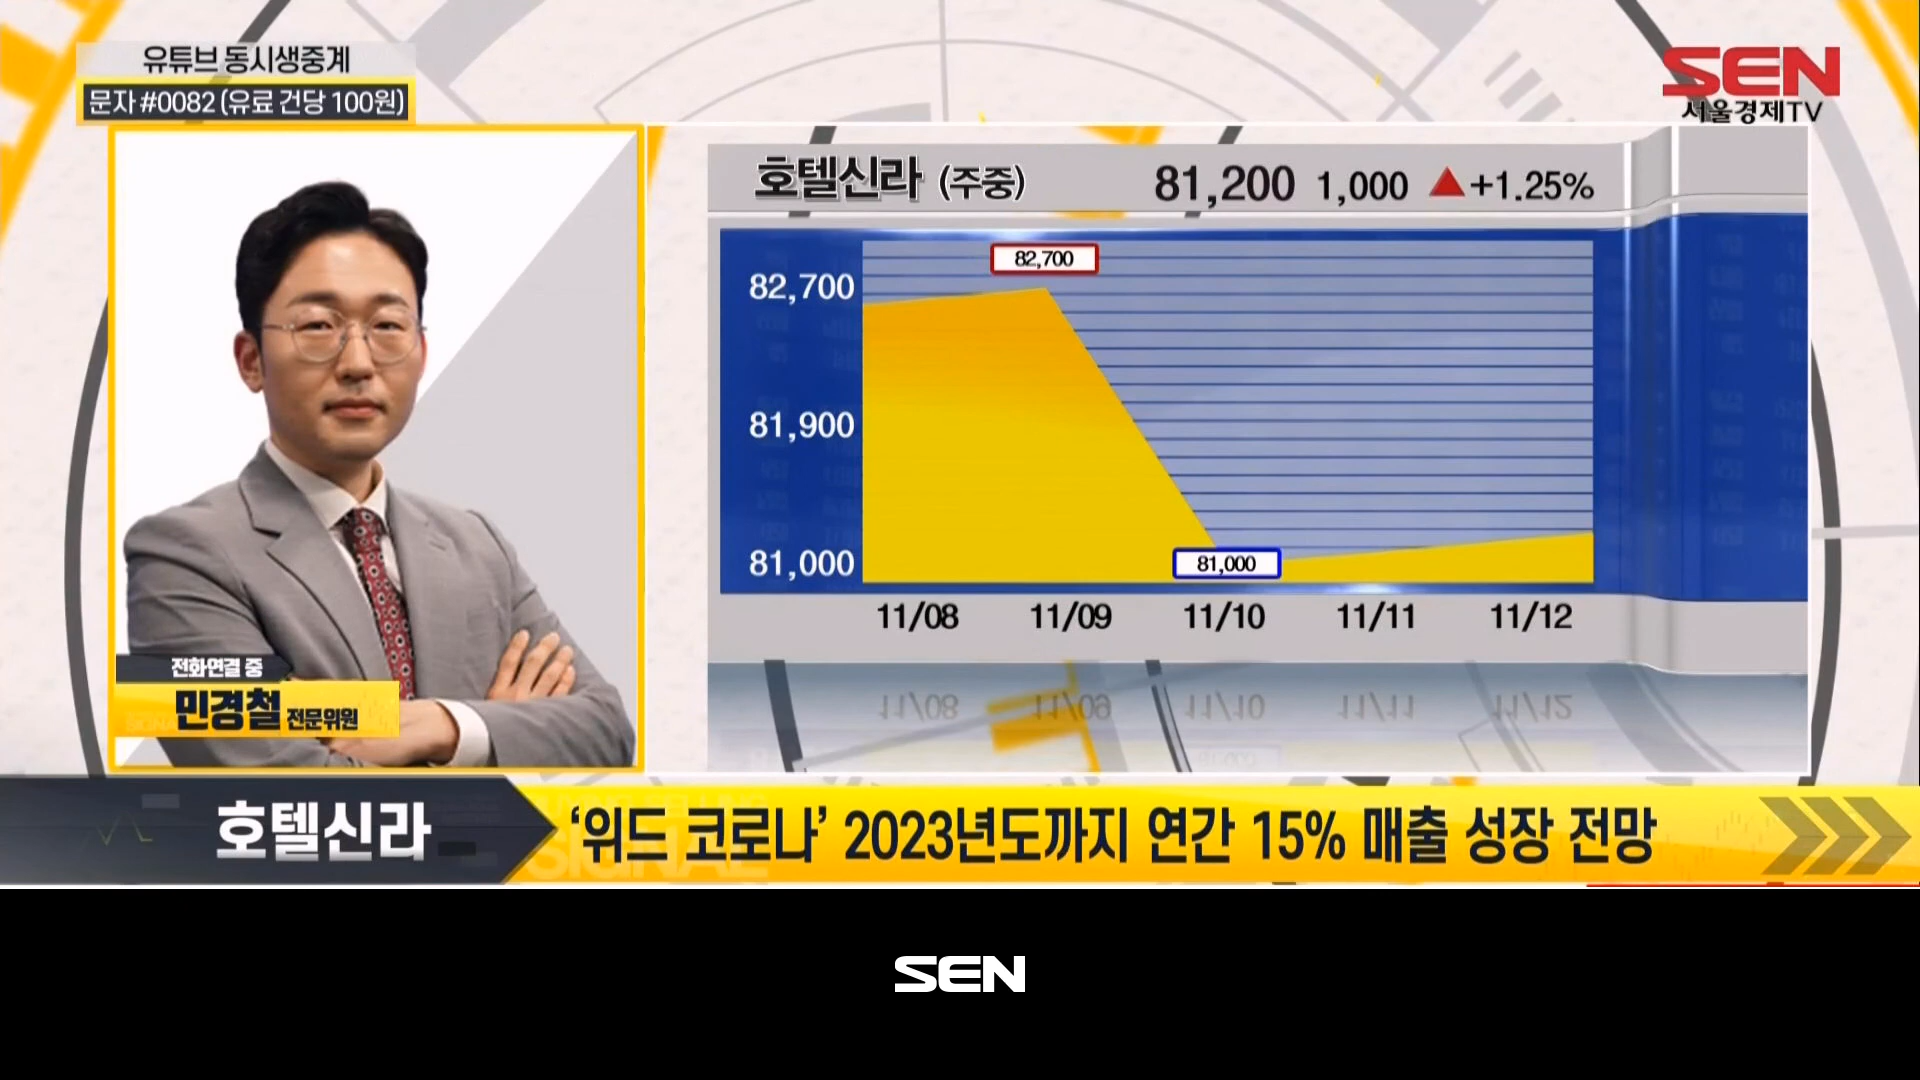 유튜브 동시생중계
문자 #0082 (유료 건당 100원)
SEN
서울경제TV
호텔신라 (주중) 81,200 1,000 ▲+1.25%
82,700
82,700
81,900
81,000
81,000
11/08 11/09 11/10 11/11 11/12
전화연결 중
민경철 전문위원
호텔신라
'위드 코로나' 2023년도까지 연간 15% 매출 성장 전망
SEN